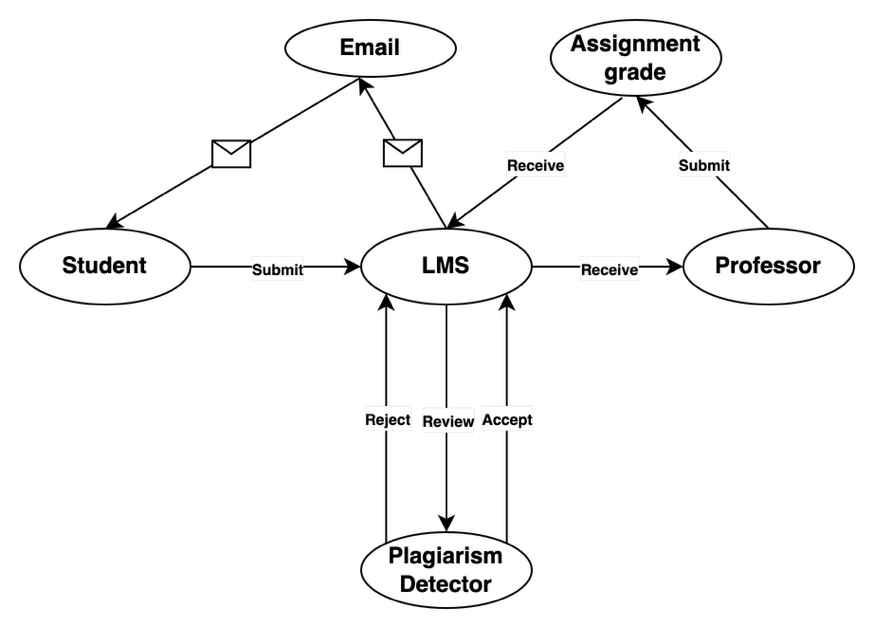 Email
Assignment
grade
Receive
Submit
Student
Submit
LMS
Receive
Professor
Reject
Review
Accept
Plagiarism
Detector